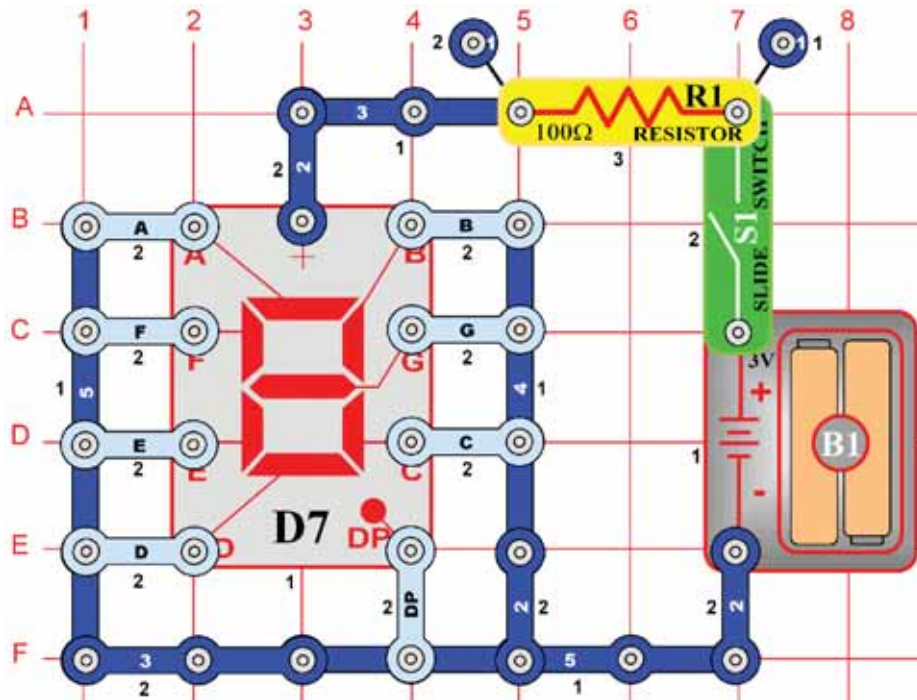 1 2 3 4 5 6 7 8
2 1 1 1
A 3 R1
2 2 1 100Ω RESISTOR
3
B A B
2 A B 2 2 S1 SLIDE SWITCH
+
C F G
2 F G 2
1 5 4 1 3V
+
D E C B1
2 E C 2 1
-
D7 DP
E D
2 D 1 2 DP 2 2 2 2
F 3 5
2 1